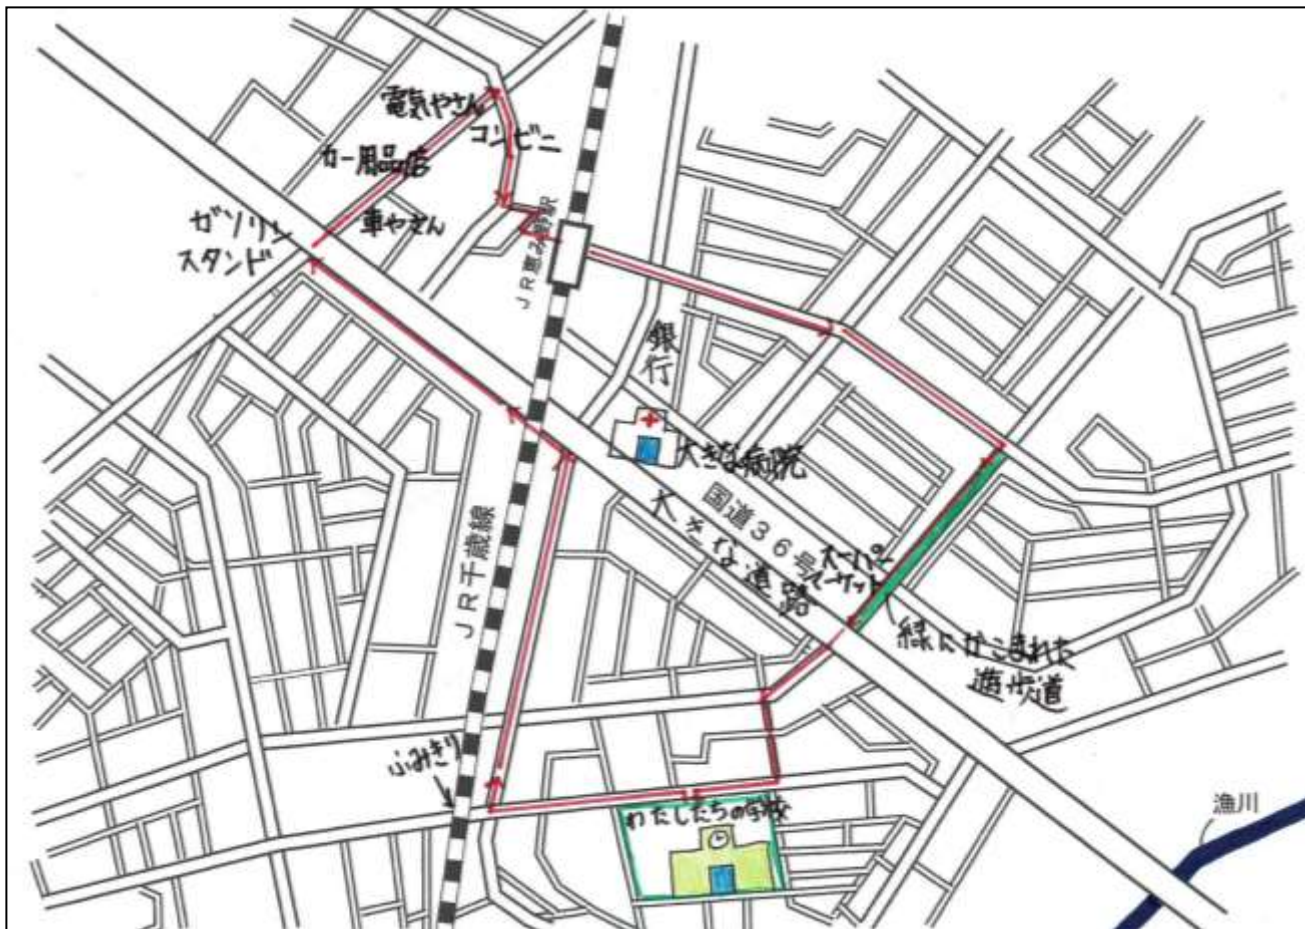 電気やさん
コンビニ
カー用品店
車やさん
ガソリン
スタンド
JR恵み野駅
銀行
大きな病院
国道36号
大きな道路
スーパー
マーケット
緑にかこまれた
遊歩道
JR千歳線
ふみきり
わたしたちの学校
漁川